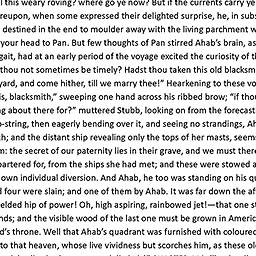 l this weary roving? where go ye now? But if the currents carry ye
reupon, when some expressed their delighted surprise, he, in sub
destined in the end to moulder away with the living parchment w
your head to Pan. But few thoughts of Pan stirred Ahab's brain, as
gait, had at an early period of the voyage excited the curiosity of th
thou not sometimes be timely? Hadst thou taken this old blacksm
yard, and come hither, till we marry thee!" Hearkening to these vo
is, blacksmith," sweeping one hand across his ribbed brow; "if thou
ng about there for?" muttered Stubb, looking on from the forecast
-string, then eagerly bending over it, and seeing no strandings, Ah
ch; and the distant ship revealing only the tops of her masts, seem
m: the secret of our paternity lies in their grave, and we must there
bartered for, from the ships she had met; and these were stowed a
own individual diversion. And Ahab, he too was standing on his qu
d four were slain; and one of them by Ahab. It was far down the af
elded hip of power! Oh, high aspiring, rainbowed jet!—that one st
nds; and the visible wood of the last one must be grown in Americ
d's throne. Well that Ahab's quadrant was furnished with coloured
to that heaven, whose live vividness but scorches him, as these old